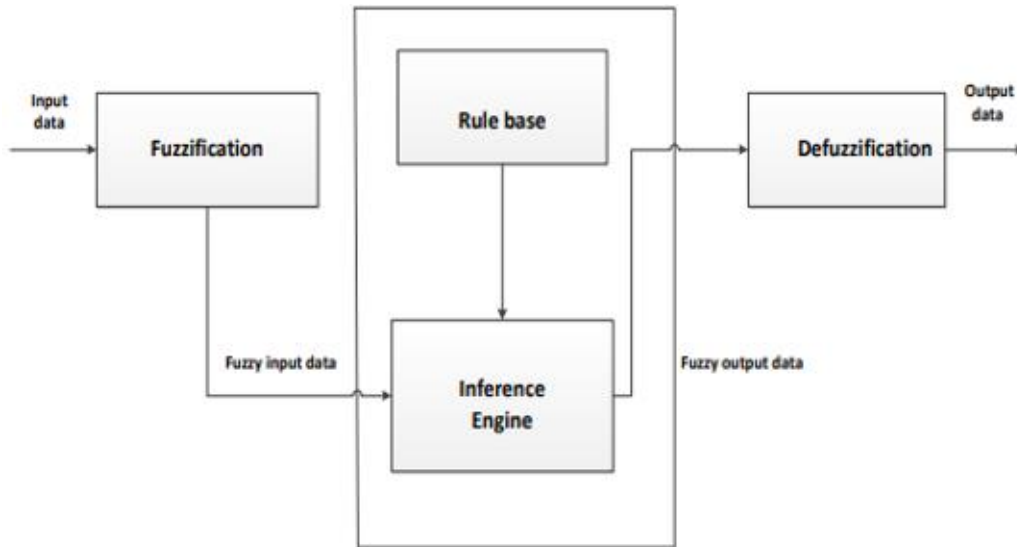 Input
data
Fuzzification
Rule base
Defuzzification
Output
data
Fuzzy input data
Inference
Engine
Fuzzy output data